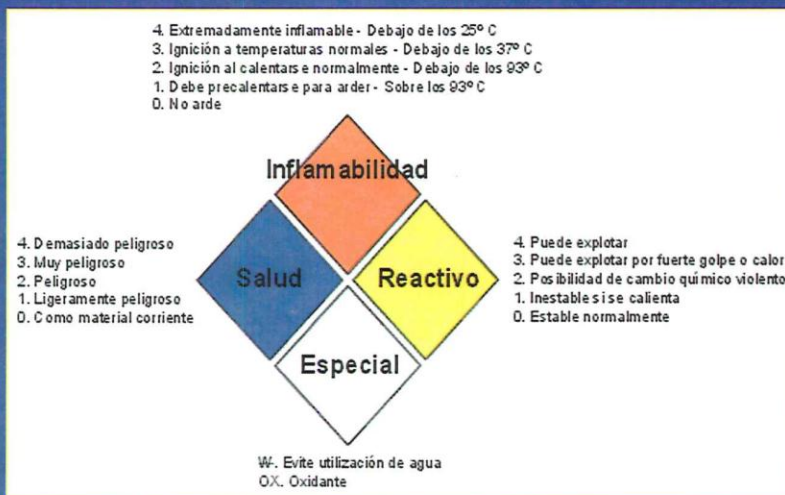 4. Extremadamente inflamable - Debajo de los 25º C
3. Ignición a temperaturas normales - Debajo de los 37º C
2. Ignición al calentarse normalmente - Debajo de los 93º C
1. Debe precalentarse para arder - Sobre los 93º C
0. No arde
Inflamabilidad
4. Demasiado peligroso
3. Muy peligroso
2. Peligroso
1. Ligeramente peligroso
0. Como material corriente
Salud
Reactivo
4. Puede explotar
3. Puede explotar por fuerte golpe o calor
2. Posibilidad de cambio químico violento
1. Inestable si se calienta
0. Estable normalmente
Especial
W-. Evite utilización de agua
OX. Oxidante